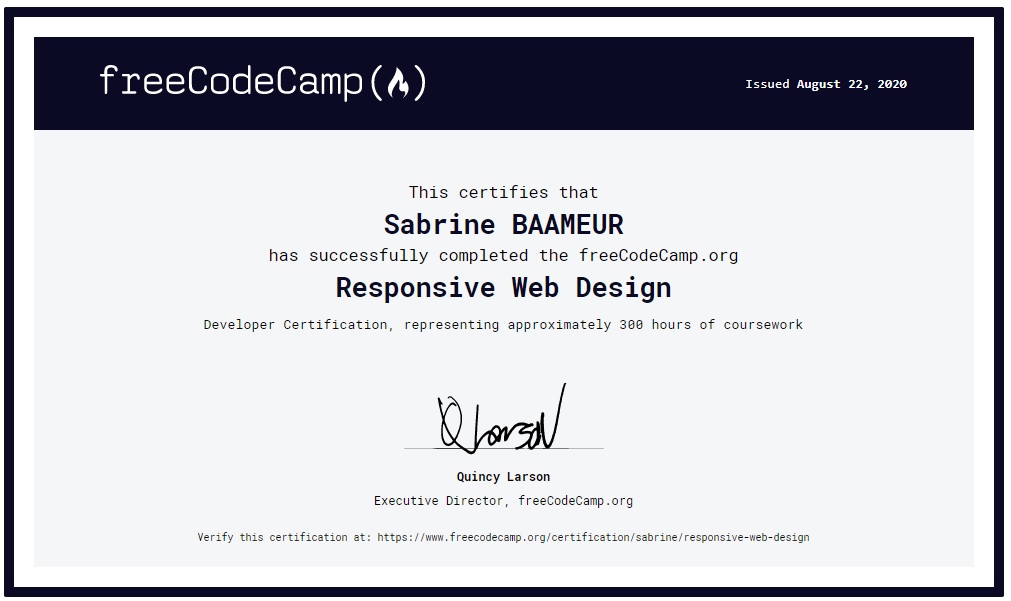 freeCodeCamp
Issued August 22, 2020
This certifies that
Sabrine BAAMEUR
has successfully completed the freeCodeCamp.org
Responsive Web Design
Developer Certification, representing approximately 300 hours of coursework
Q Larson
Quincy Larson
Executive Director, freeCodeCamp.org
Verify this certification at: https://www.freecodecamp.org/certification/sabrine/responsive-web-design